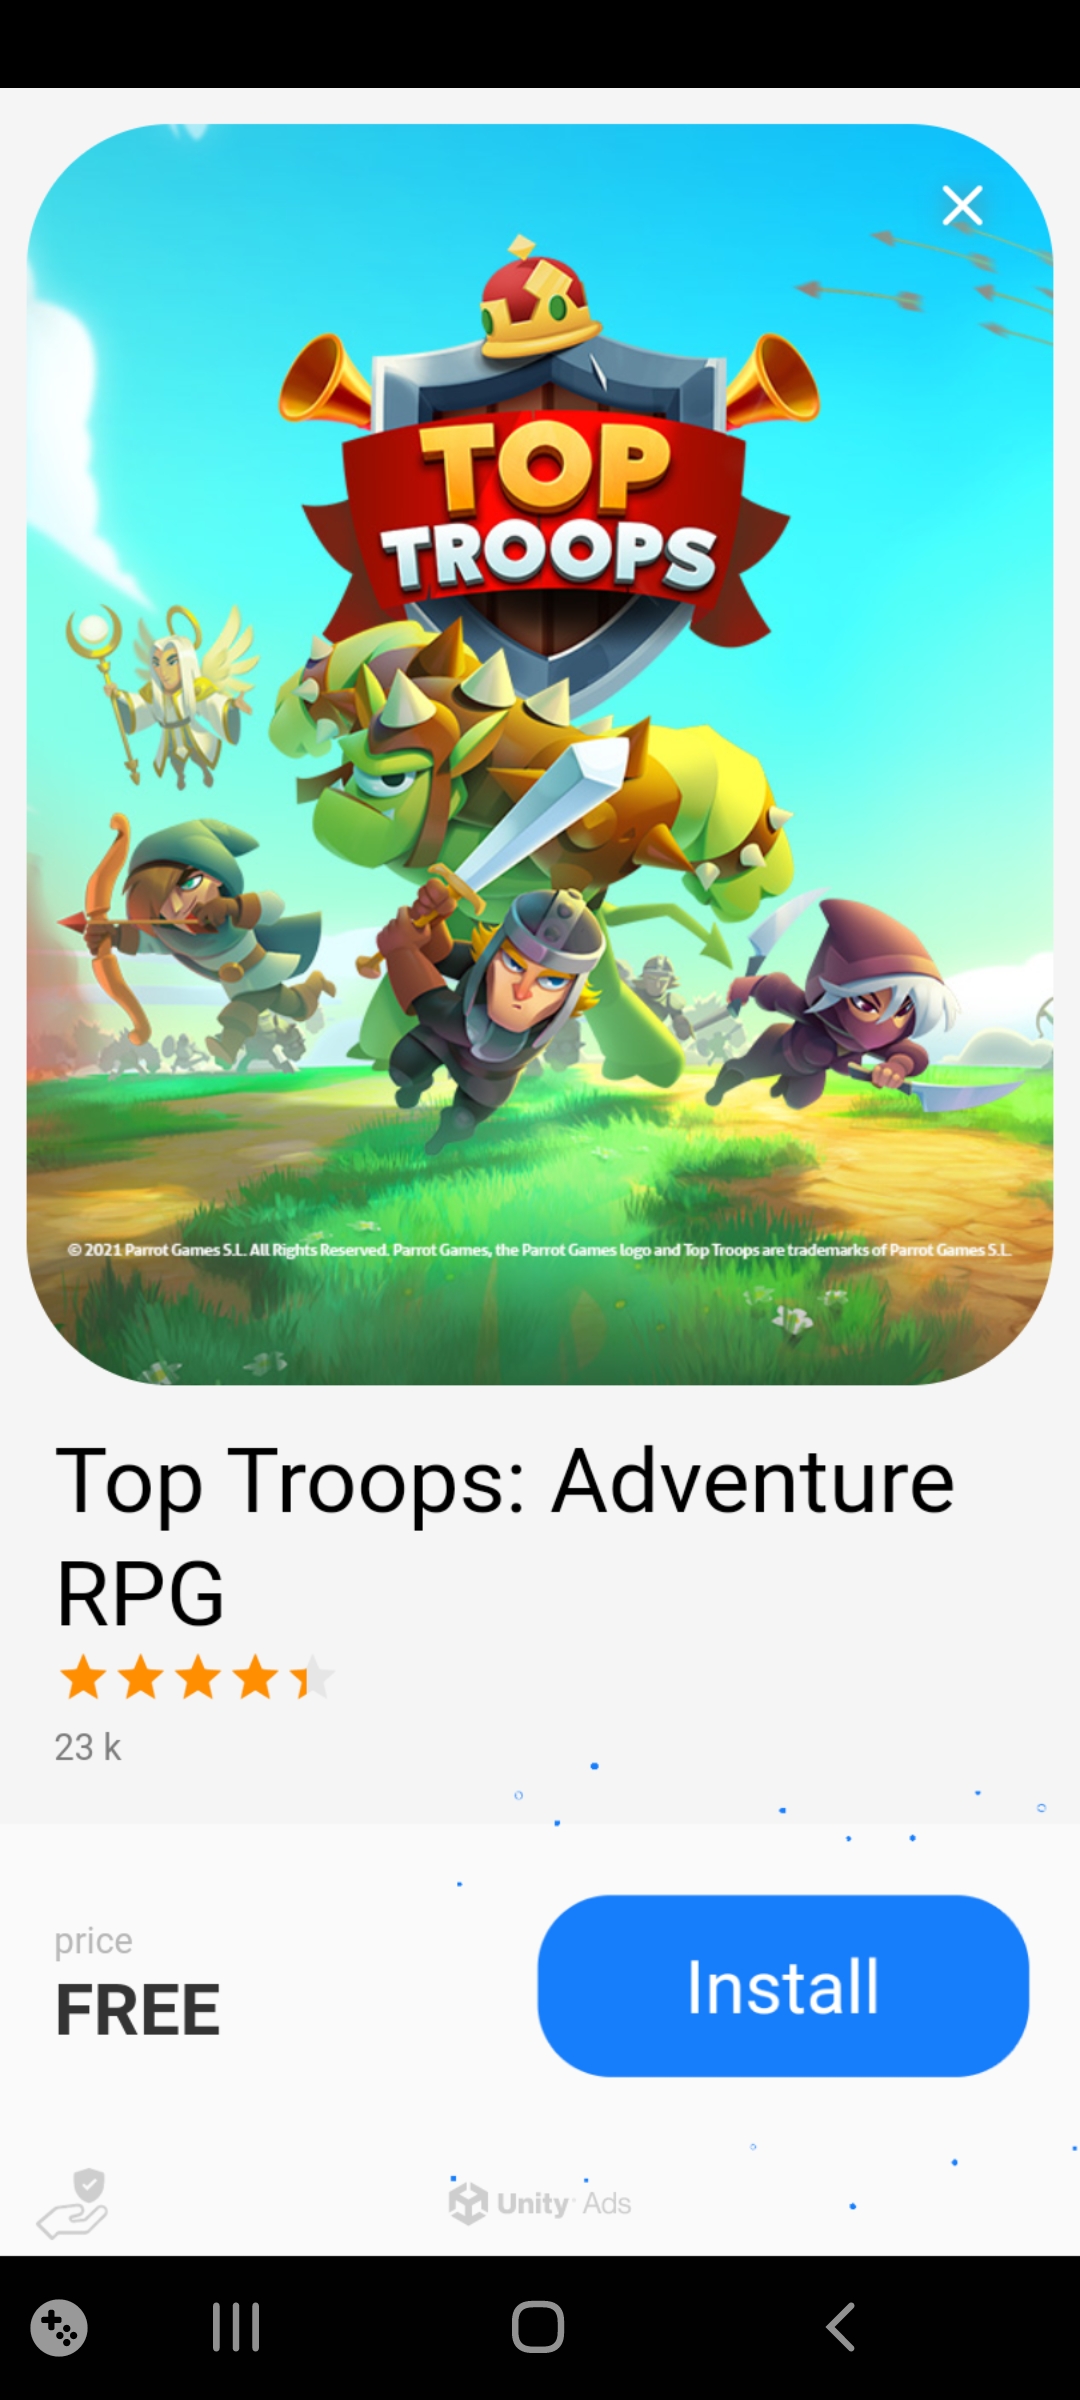 TOP
TROOPS
© 2021 Parrot Games S.L. All Rights Reserved. Parrot Games, the Parrot Games logo and Top Troops are trademarks of Parrot Games S.L.
Top Troops: Adventure
RPG
23 k
price
FREE
Install
Unity Ads